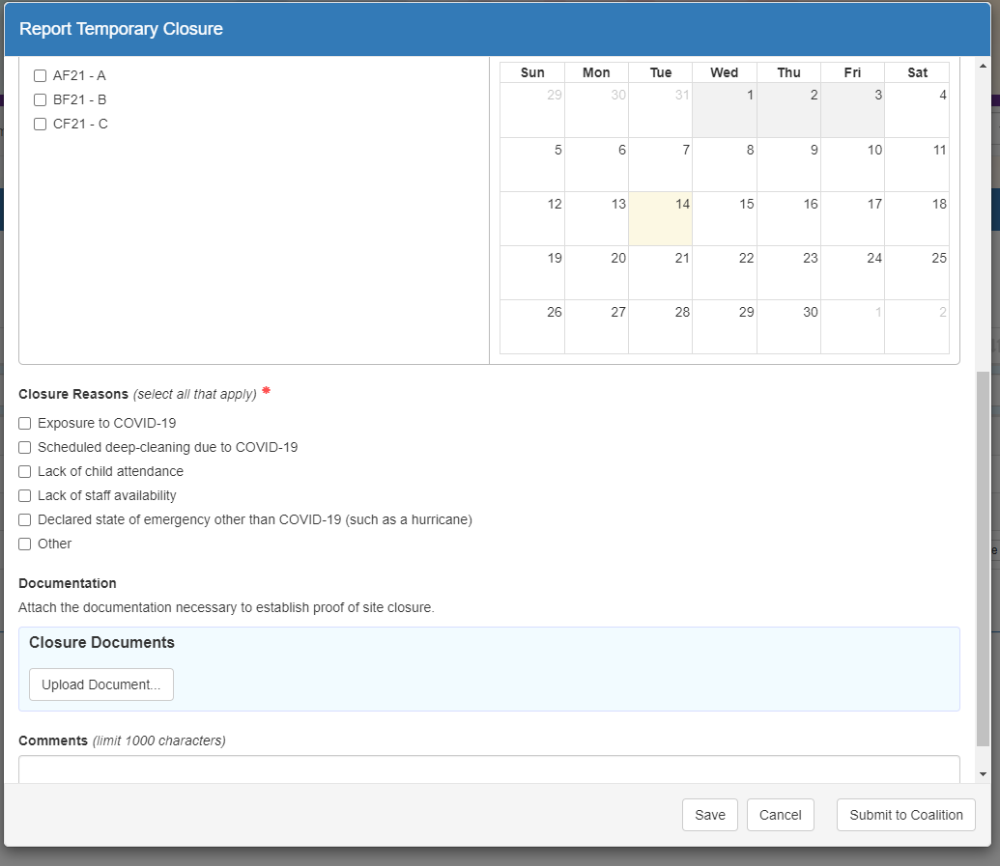 Report Temporary Closure
AF21 - A
BF21 - B
CF21 - C
Sun Mon Tue Wed Thu Fri Sat
29 30 31 1 2 3 4
5 6 7 8 9 10 11
12 13 14 15 16 17 18
19 20 21 22 23 24 25
26 27 28 29 30 1 2
Closure Reasons (select all that apply) *
Exposure to COVID-19
Scheduled deep-cleaning due to COVID-19
Lack of child attendance
Lack of staff availability
Declared state of emergency other than COVID-19 (such as a hurricane)
Other
Documentation
Attach the documentation necessary to establish proof of site closure.
Closure Documents
Upload Document...
Comments (limit 1000 characters)
Save Cancel Submit to Coalition